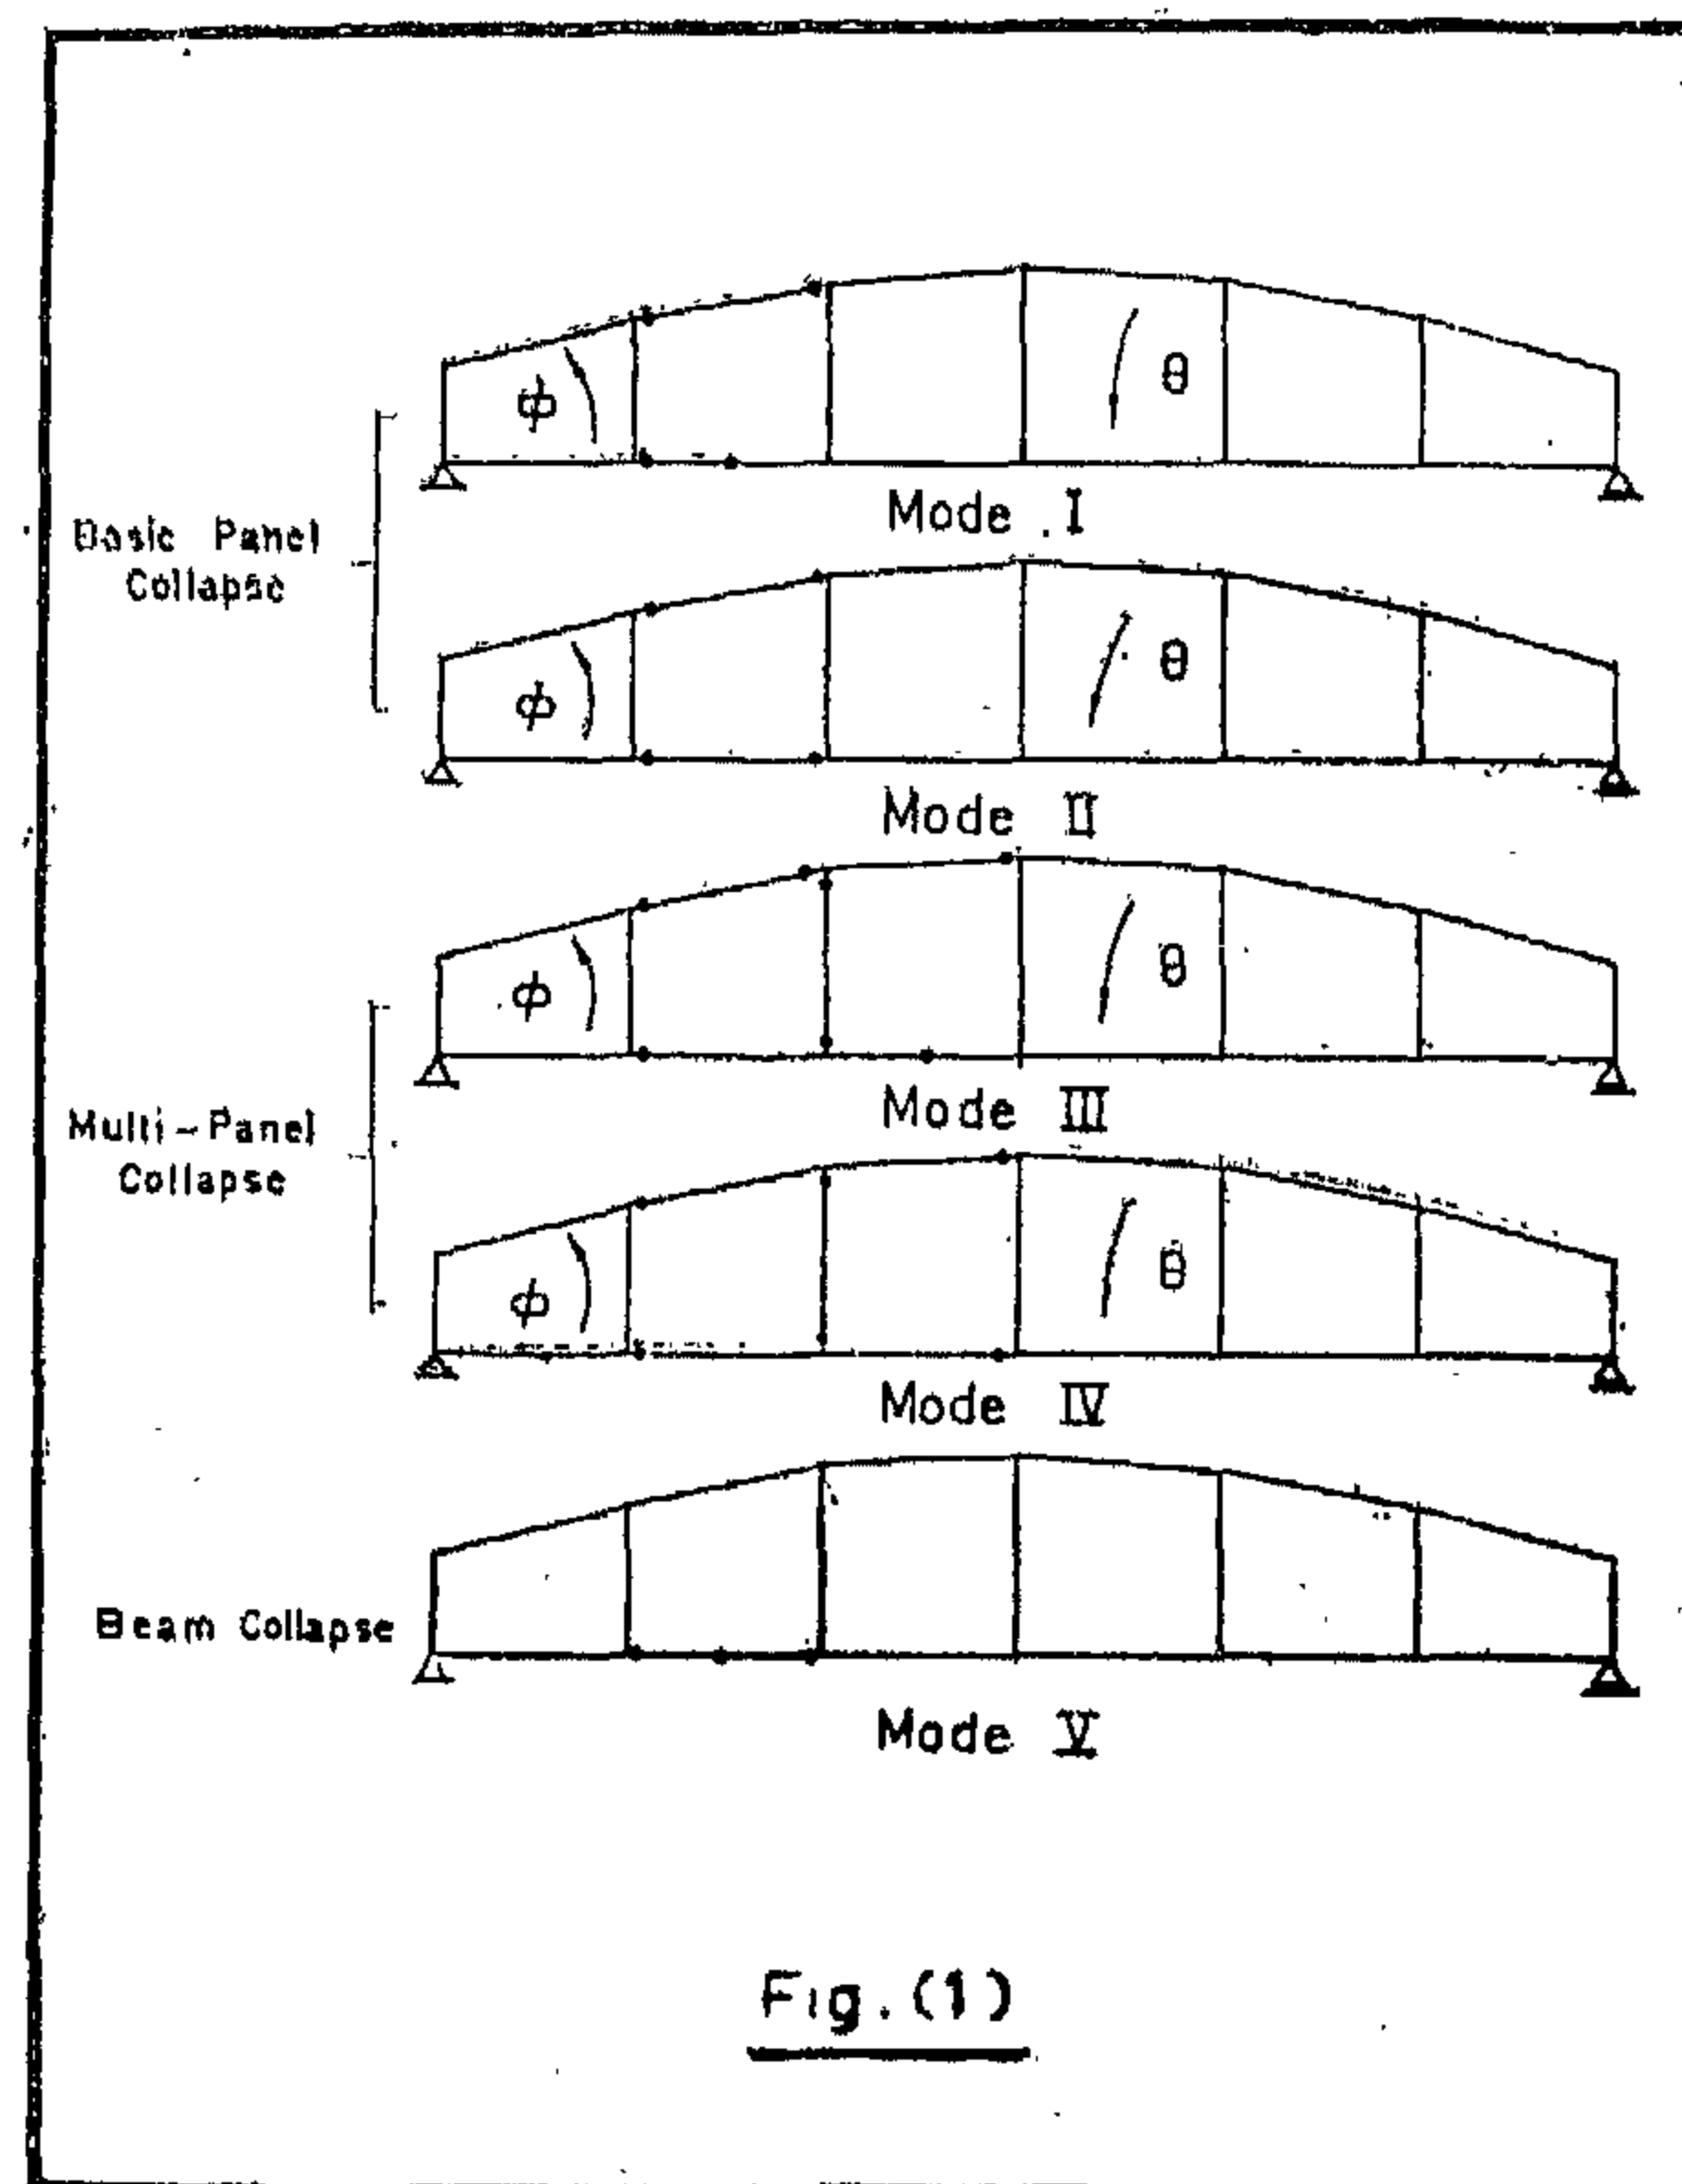 ϕ
θ
Mode I
Basic Panel
Collapse
ϕ
θ
Mode II
ϕ
θ
Mode III
Multi-Panel
Collapse
ϕ
θ
Mode IV
Beam Collapse
Mode V
Fig.(1)